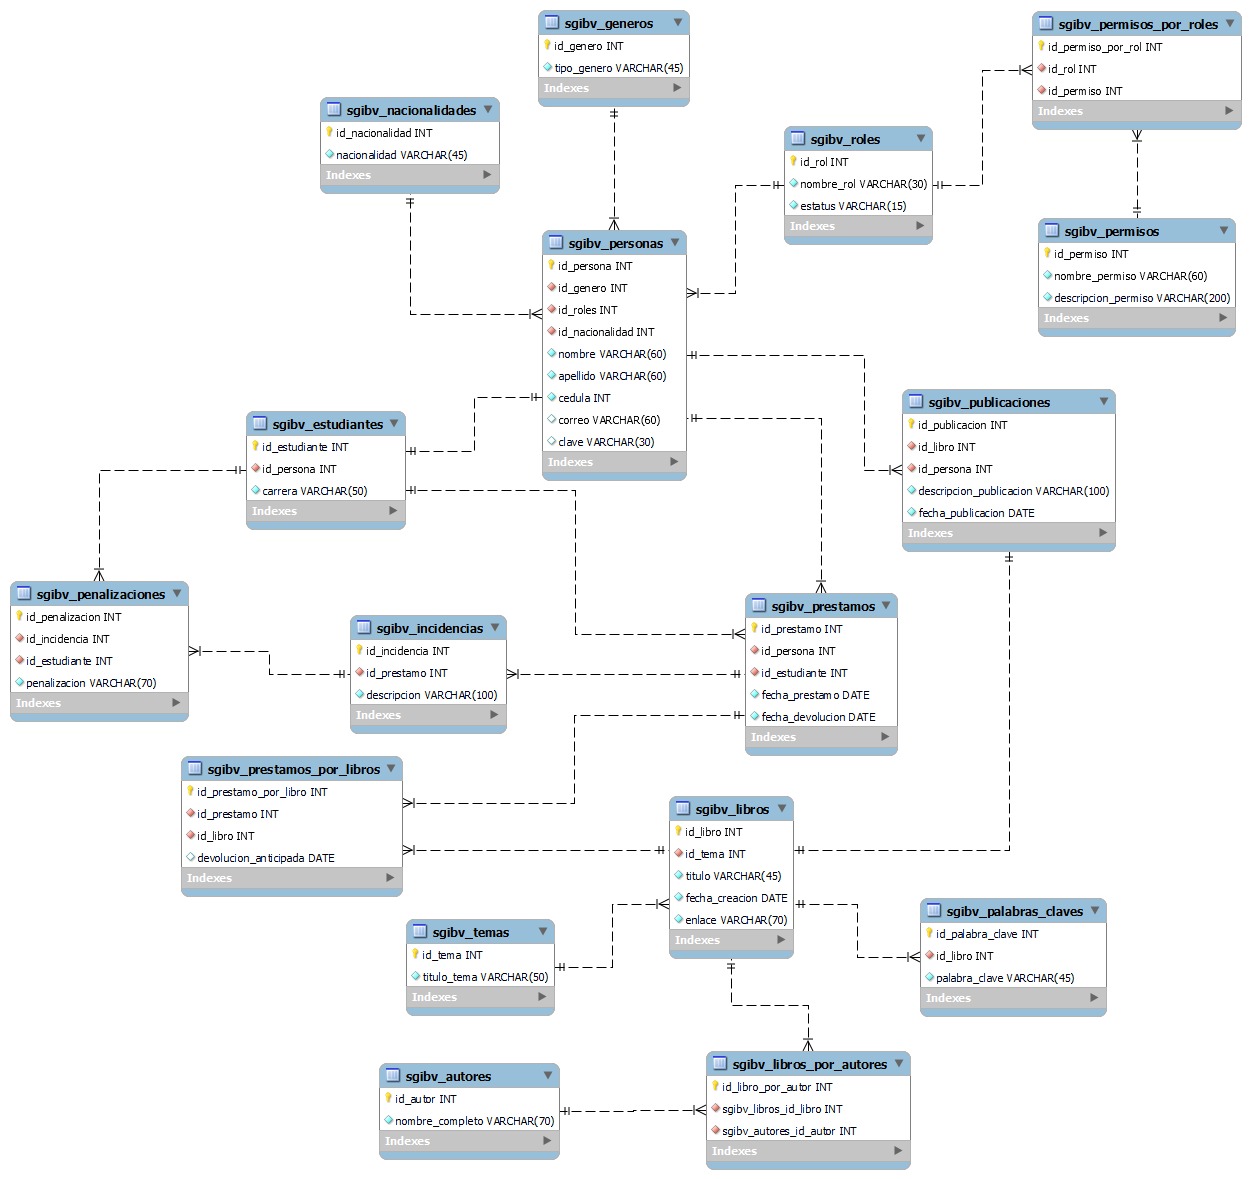 sgibv_generos
id_genero INT
tipo_genero VARCHAR(45)
Indexes
sgibv_permisos_por_roles
id_permiso_por_rol INT
id_rol INT
id_permiso INT
Indexes
sgibv_nacionalidades
id_nacionalidad INT
nacionalidad VARCHAR(45)
Indexes
sgibv_roles
id_rol INT
nombre_rol VARCHAR(30)
estatus VARCHAR(15)
Indexes
sgibv_permisos
id_permiso INT
nombre_permiso VARCHAR(60)
descripcion_permiso VARCHAR(200)
Indexes
sgibv_personas
id_persona INT
id_genero INT
id_roles INT
id_nacionalidad INT
nombre VARCHAR(60)
apellido VARCHAR(60)
cedula INT
correo VARCHAR(60)
clave VARCHAR(30)
Indexes
sgibv_publicaciones
id_publicacion INT
id_libro INT
id_persona INT
descripcion_publicacion VARCHAR(100)
fecha_publicacion DATE
Indexes
sgibv_estudiantes
id_estudiante INT
id_persona INT
carrera VARCHAR(50)
Indexes
sgibv_penalizaciones
id_penalizacion INT
id_incidencia INT
id_estudiante INT
penalizacion VARCHAR(70)
Indexes
sgibv_incidencias
id_incidencia INT
id_prestamo INT
descripcion VARCHAR(100)
Indexes
sgibv_prestamos
id_prestamo INT
id_persona INT
id_estudiante INT
fecha_prestamo DATE
fecha_devolucion DATE
Indexes
sgibv_prestamos_por_libros
id_prestamo_por_libro INT
id_prestamo INT
id_libro INT
devolucion_anticipada DATE
Indexes
sgibv_libros
id_libro INT
id_tema INT
titulo VARCHAR(45)
fecha_creacion DATE
enlace VARCHAR(70)
Indexes
sgibv_temas
id_tema INT
titulo_tema VARCHAR(50)
Indexes
sgibv_palabras_claves
id_palabra_clave INT
id_libro INT
palabra_clave VARCHAR(45)
Indexes
sgibv_autores
id_autor INT
nombre_completo VARCHAR(70)
Indexes
sgibv_libros_por_autores
id_libro_por_autor INT
sgibv_libros_id_libro INT
sgibv_autores_id_autor INT
Indexes